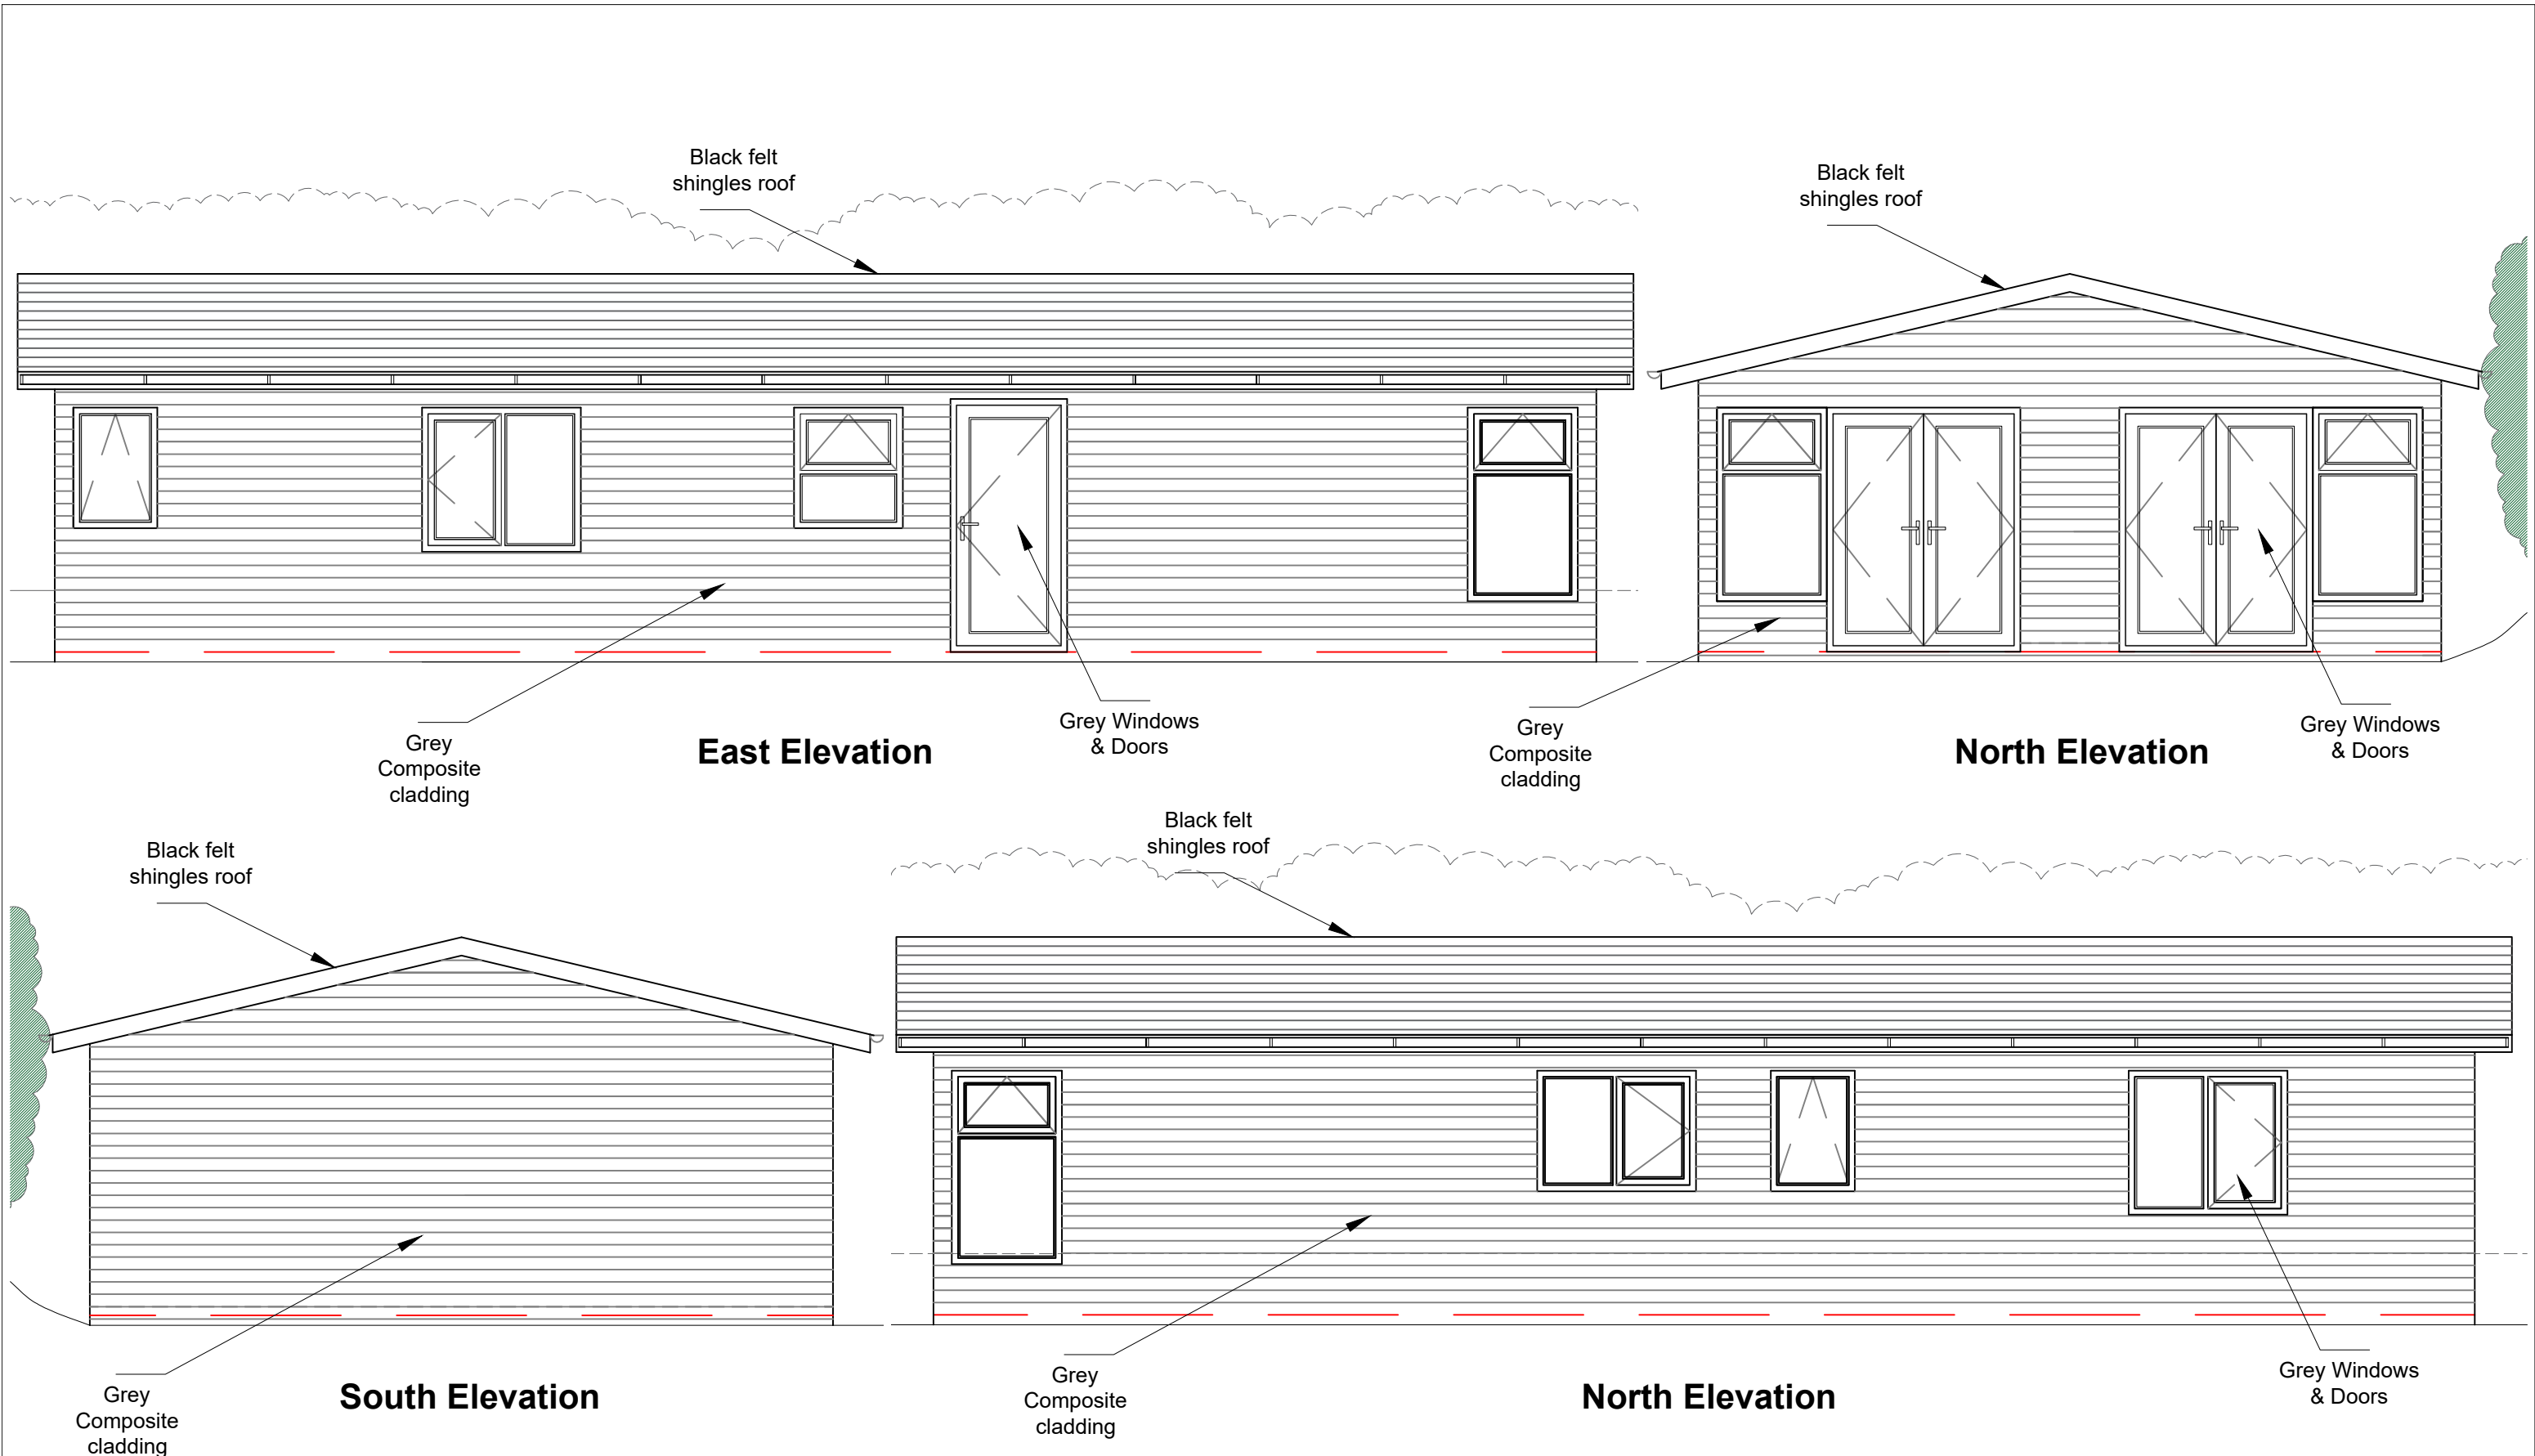 Black felt
shingles roof
Black felt
shingles roof
Grey
Composite
cladding
East Elevation
Grey Windows
& Doors
Grey
Composite
cladding
North Elevation
Grey Windows
& Doors
Black felt
shingles roof
Black felt
shingles roof
Grey
Composite
cladding
South Elevation
Grey
Composite
cladding
North Elevation
Grey Windows
& Doors